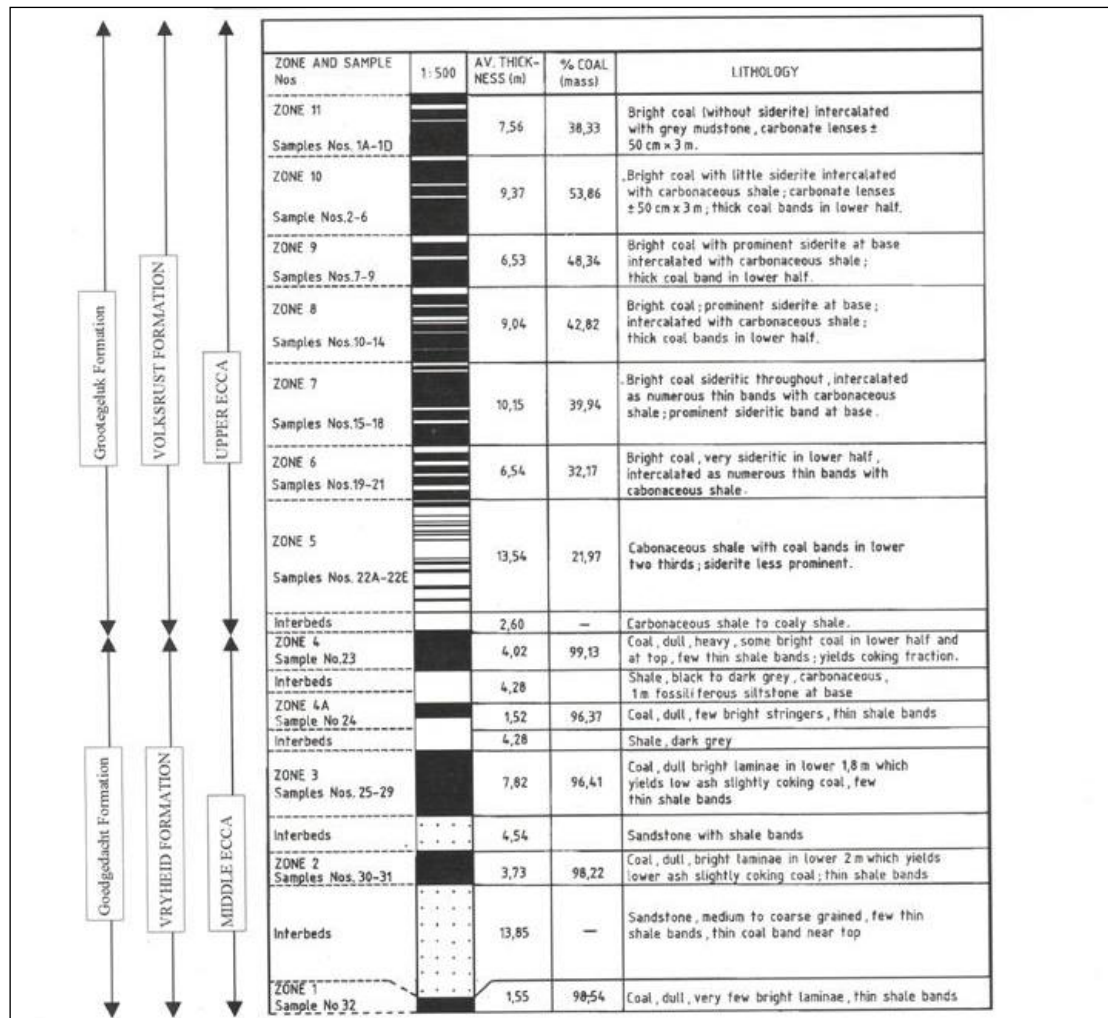 ZONE AND SAMPLE
Nos
1:500
AV. THICK-
NESS (m)
% COAL
(mass)
LITHOLOGY
ZONE 11
Samples Nos. 1A-1D
7,56
38,33
Bright coal (without siderite) intercalated
with grey mudstone, carbonate lenses ±
50 cm × 3 m.
ZONE 10
Sample Nos.2-6
9,37
53,86
Bright coal with little siderite intercalated
with carbonaceous shale; carbonate lenses
± 50 cm x 3 m; thick coal bands in lower half.
ZONE 9
Samples Nos.7-9
6,53
48,34
Bright coal with prominent siderite at base
intercalated with carbonaceous shale;
thick coal band in lower half.
ZONE 8
Samples Nos.10-14
9,04
42,82
Bright coal; prominent siderite at base;
intercalated with carbonaceous shale;
thick coal bands in lower half.
ZONE 7
Samples Nos.15-18
10,15
39,94
Bright coal sideritic throughout, intercalated
as numerous thin bands with carbonaceous
shale; prominent sideritic band at base.
ZONE 6
Samples Nos.19-21
6,54
32,17
Bright coal, very sideritic in lower half,
intercalated as numerous thin bands with
cabonaceous shale.
ZONE 5
Samples Nos. 22A-22E
13,54
21,97
Cabonaceous shale with coal bands in lower
two thirds; siderite less prominent.
Interbeds
2,60
—
Carbonaceous shale to coaly shale.
ZONE 4
Sample No.23
4,02
99,13
Coal, dull, heavy, some bright coal in lower half and
at top, few thin shale bands; yields coking fraction.
Interbeds
4,28
Shale, black to dark grey, carbonaceous,
1m fossiliferous siltstone at base
ZONE 4A
Sample No 24
1,52
96,37
Coal, dull, few bright stringers, thin shale bands
Interbeds
4,28
Shale, dark grey
ZONE 3
Samples Nos. 25-29
7,82
96,41
Coal, dull bright laminae in lower 1,8 m which
yields low ash slightly coking coal, few
thin shale bands
Interbeds
4,54
Sandstone with shale bands
ZONE 2
Samples Nos. 30-31
3,73
98,22
Coal, dull, bright laminae in lower 2 m which yields
lower ash slightly coking coal; thin shale bands
Interbeds
13,85
—
Sandstone, medium to coarse grained, few thin
shale bands, thin coal band near top
ZONE 1
Sample No 32
1,55
98,54
Coal, dull, very few bright laminae, thin shale bands
Grootegeluk Formation
VOLKSRUST FORMATION
UPPER ECCA
Goedgedacht Formation
VRYHEID FORMATION
MIDDLE ECCA